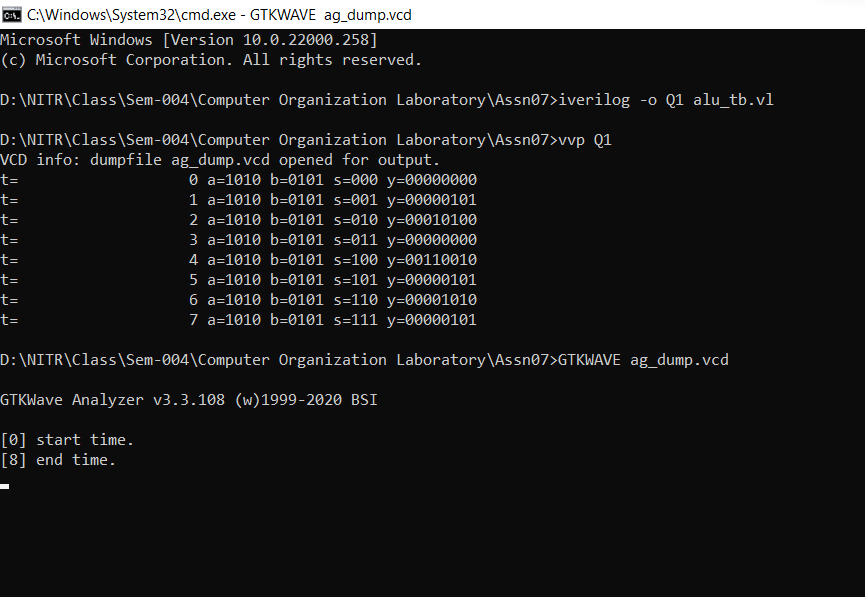 C:\Windows\System32\cmd.exe - GTKWAVE ag_dump.vcd
Microsoft Windows [Version 10.0.22000.258]
(c) Microsoft Corporation. All rights reserved.
D:\NITR\Class\Sem-004\Computer Organization Laboratory\Assn07>iverilog -o Q1 alu_tb.vl
D:\NITR\Class\Sem-004\Computer Organization Laboratory\Assn07>vvp Q1
VCD info: dumpfile ag_dump.vcd opened for output.
t=                   0 a=1010 b=0101 s=000 y=00000000
t=                   1 a=1010 b=0101 s=001 y=00000101
t=                   2 a=1010 b=0101 s=010 y=00010100
t=                   3 a=1010 b=0101 s=011 y=00000000
t=                   4 a=1010 b=0101 s=100 y=00110010
t=                   5 a=1010 b=0101 s=101 y=00000101
t=                   6 a=1010 b=0101 s=110 y=00001010
t=                   7 a=1010 b=0101 s=111 y=00000101
D:\NITR\Class\Sem-004\Computer Organization Laboratory\Assn07>GTKWAVE ag_dump.vcd
GTKWave Analyzer v3.3.108 (w)1999-2020 BSI
[0] start time.
[8] end time.